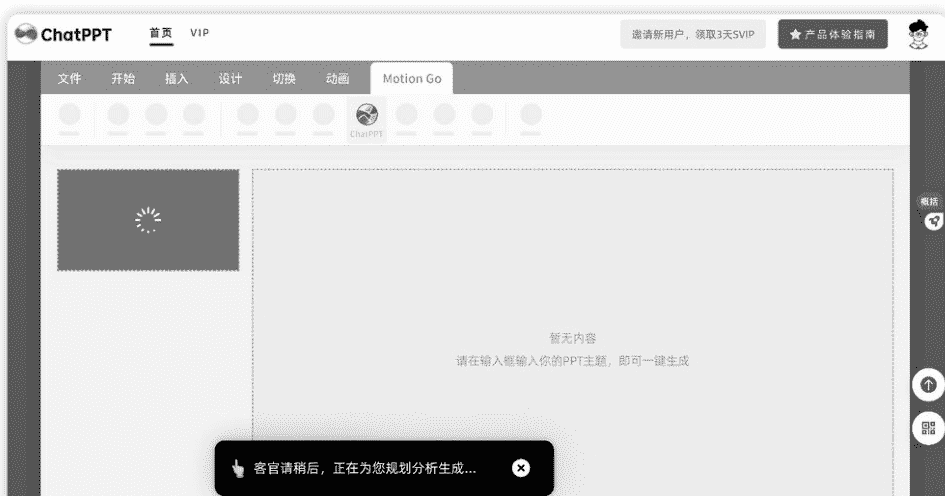 ChatPPT 首页 VIP 邀请新用户，领取3天SVIP 产品体验指南
文件 开始 插入 设计 切换 动画 Motion Go
ChatPPT
概括
暂无内容
请在输入框输入你的PPT主题，即可一键生成
客官请稍后，正在为您规划分析生成...